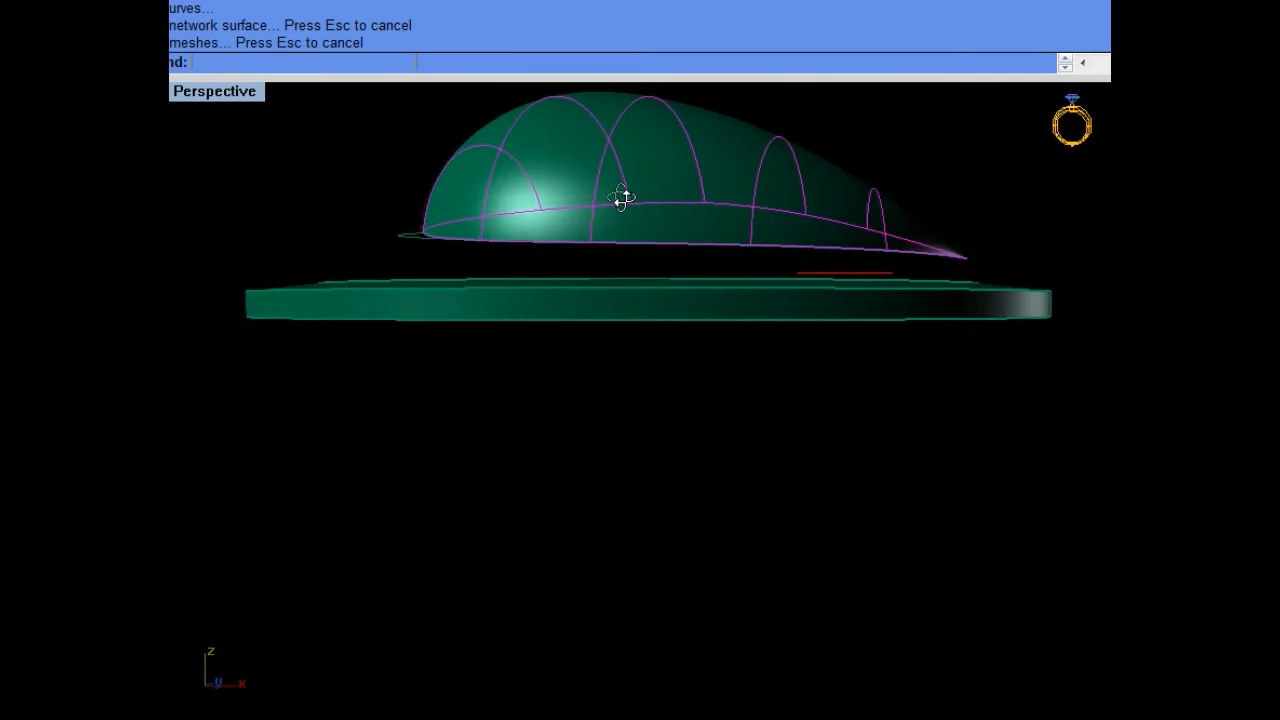 urves...
network surface... Press Esc to cancel
meshes... Press Esc to cancel
nd:
Perspective
z
y
x